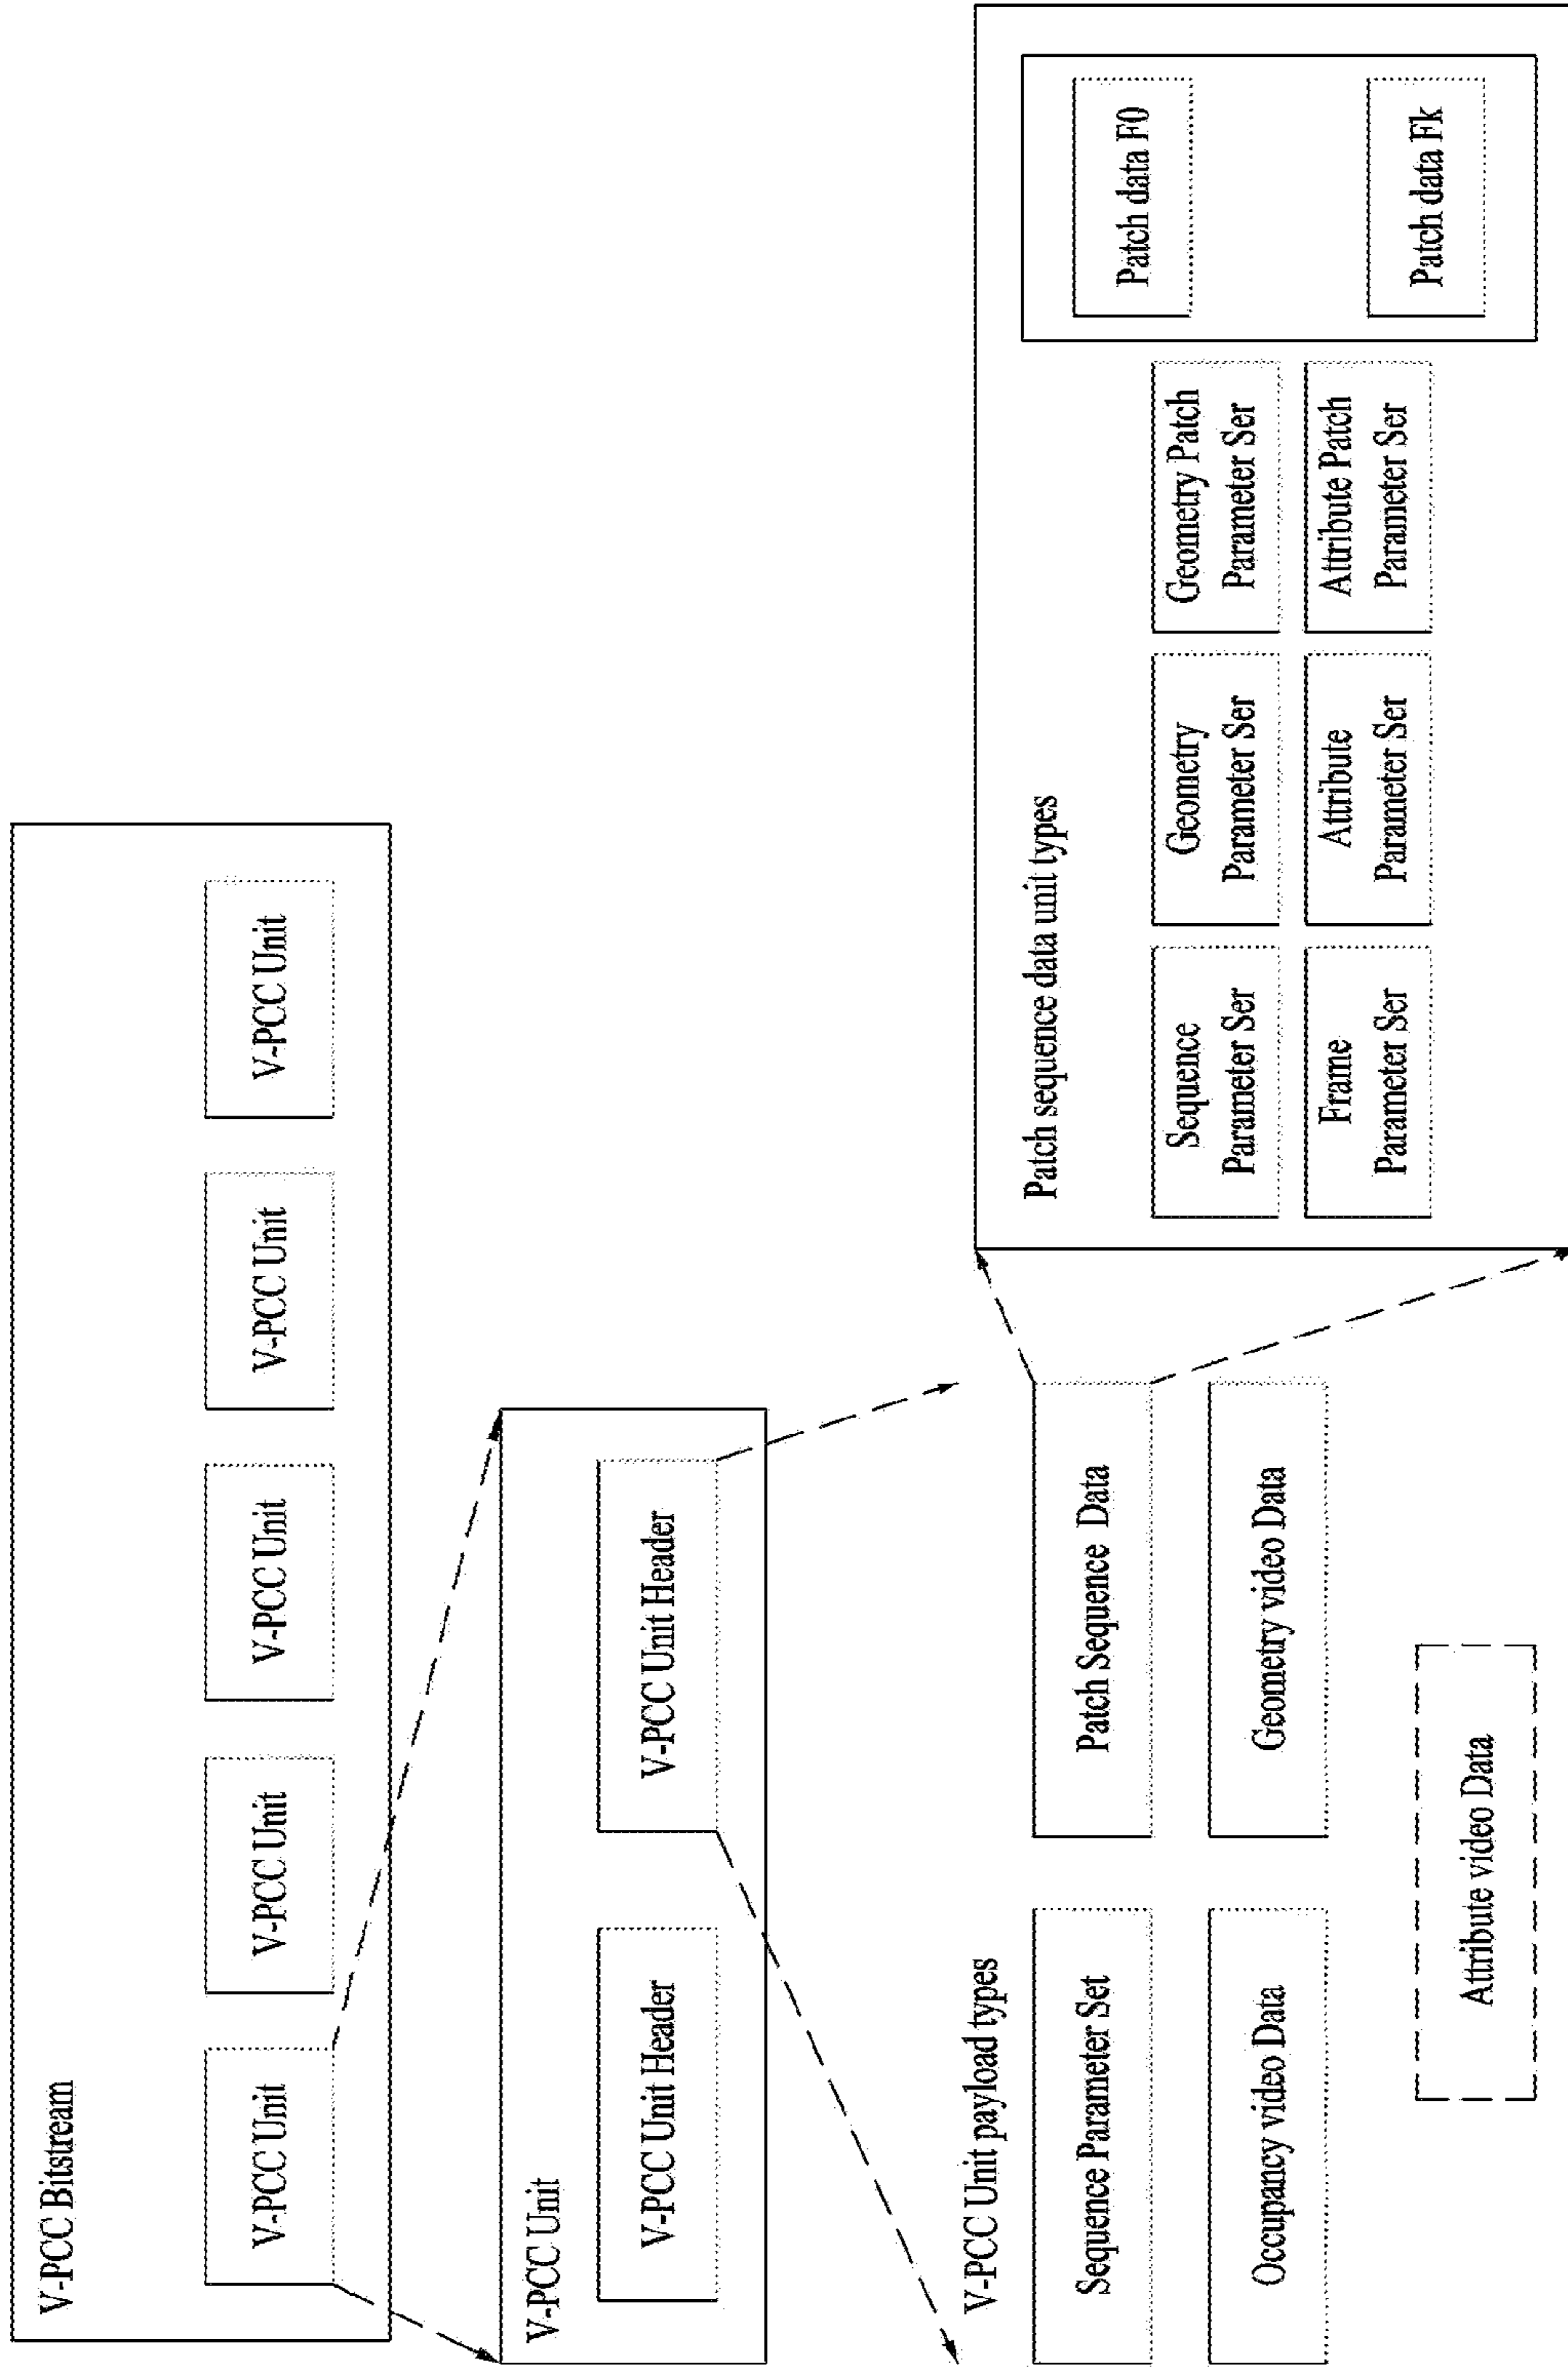 V-PCC Bitstream
V-PCC Unit
V-PCC Unit
V-PCC Unit
V-PCC Unit
V-PCC Unit
V-PCC Unit
V-PCC Unit Header
V-PCC Unit Header
V-PCC Unit payload types
Sequence Parameter Set
Patch Sequence Data
Occupancy video Data
Geometry video Data
Attribute video Data
Patch sequence data unit types
Sequence
Parameter Ser
Geometry
Parameter Ser
Geometry Patch
Parameter Ser
Frame
Parameter Ser
Attribute
Parameter Ser
Attribute Patch
Parameter Ser
Patch data F0
Patch data Fk